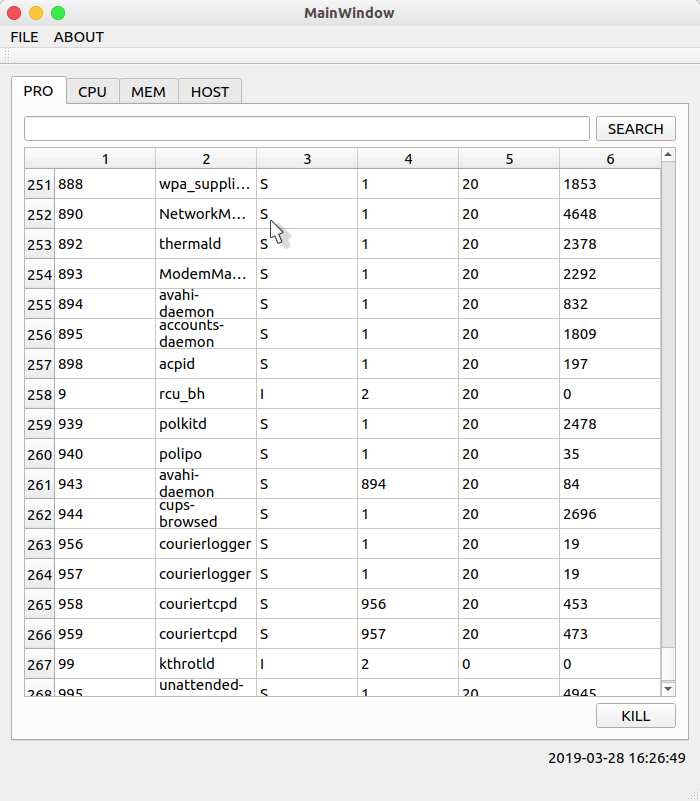 MainWindow
FILE ABOUT
PRO CPU MEM HOST
SEARCH
1 2 3 4 5 6
251 888 wpa_suppli… S 1 20 1853
252 890 NetworkM… S 1 20 4648
253 892 thermald S 1 20 2378
254 893 ModemMa… S 1 20 2292
255 894 avahi-
daemon S 1 20 832
256 895 accounts-
daemon S 1 20 1809
257 898 acpid S 1 20 197
258 9 rcu_bh I 2 20 0
259 939 polkitd S 1 20 2478
260 940 polipo S 1 20 35
261 943 avahi-
daemon S 894 20 84
262 944 cups-
browsed S 1 20 2696
263 956 courierlogger S 1 20 19
264 957 courierlogger S 1 20 19
265 958 couriertcpd S 956 20 453
266 959 couriertcpd S 957 20 473
267 99 kthrotld I 2 0 0
268 995 unattended- S 1 20 4945
KILL
2019-03-28 16:26:49